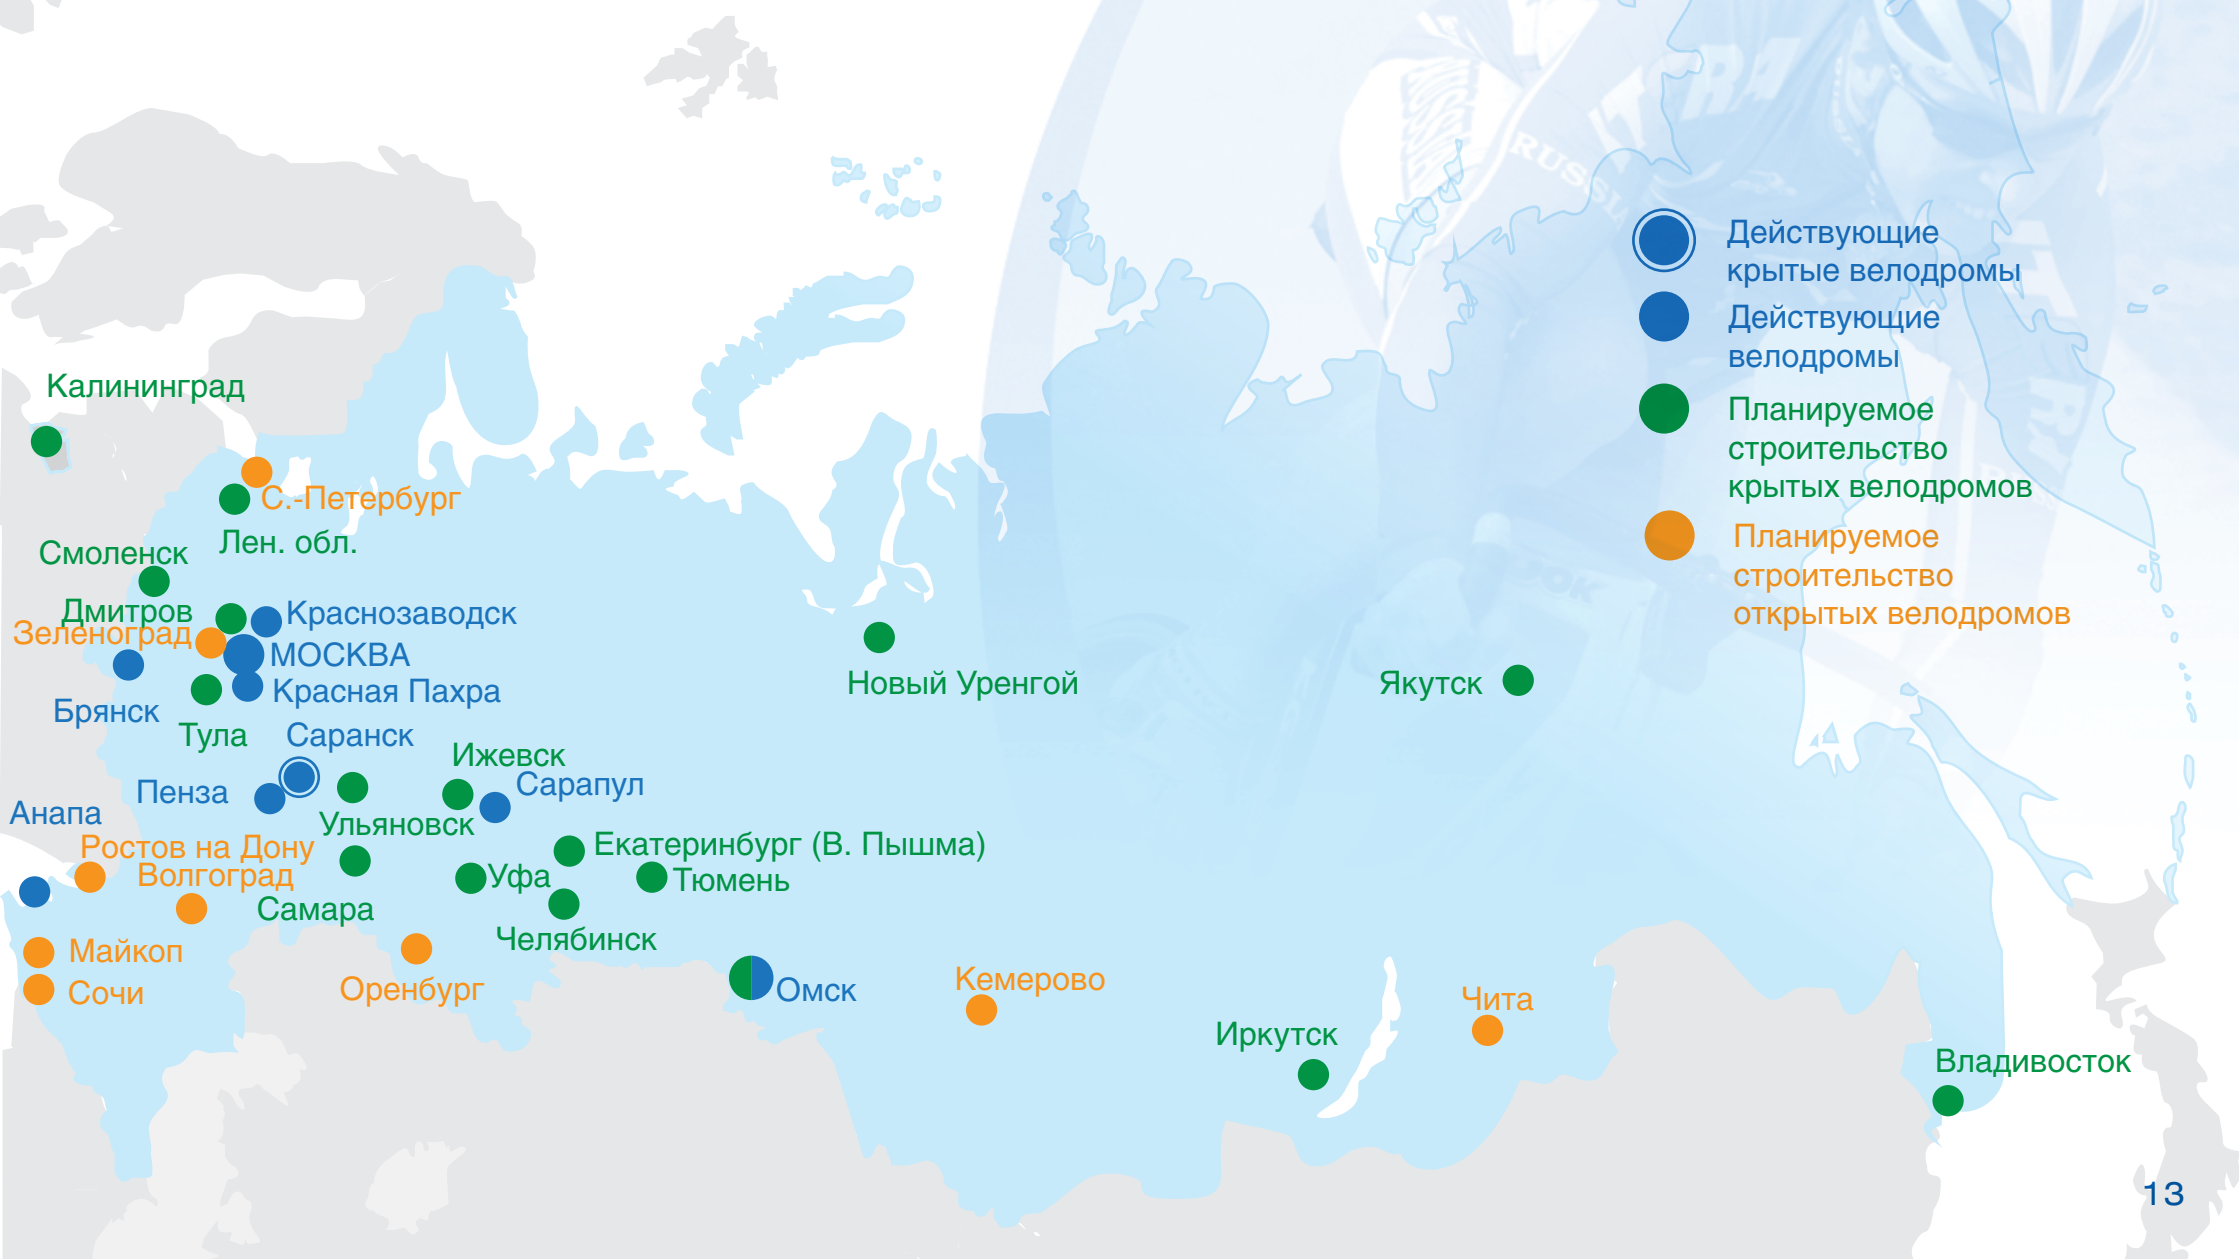 RUSSIA
Действующие
крытые велодромы
Действующие
велодромы
Планируемое
строительство
крытых велодромов
Планируемое
строительство
открытых велодромов
Калининград
С.-Петербург
Лен. обл.
Смоленск
Дмитров
Краснозаводск
Зеленоград
МОСКВА
Красная Пахра
Брянск
Тула
Саранск
Новый Уренгой
Якутск
Ижевск
Сарапул
Пенза
Анапа
Ульяновск
Ростов на Дону
Екатеринбург (В. Пышма)
Волгоград
Уфа
Тюмень
Самара
Челябинск
Майкоп
Сочи
Оренбург
Омск
Кемерово
Чита
Иркутск
Владивосток
13